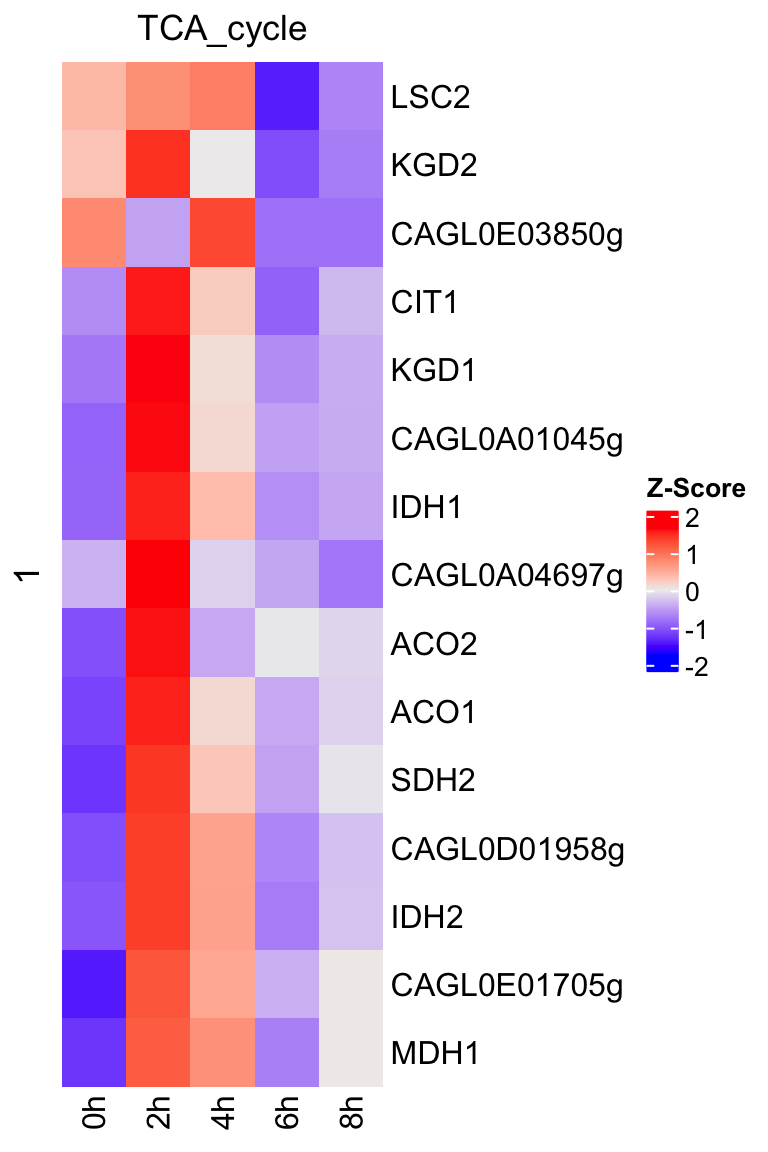 TCA_cycle
LSC2
KGD2
CAGL0E03850g
CIT1
KGD1
CAGL0A01045g
IDH1
CAGL0A04697g
ACO2
ACO1
SDH2
CAGL0D01958g
IDH2
CAGL0E01705g
MDH1
1
0h 2h 4h 6h 8h
Z-Score
2
1
0
-1
-2